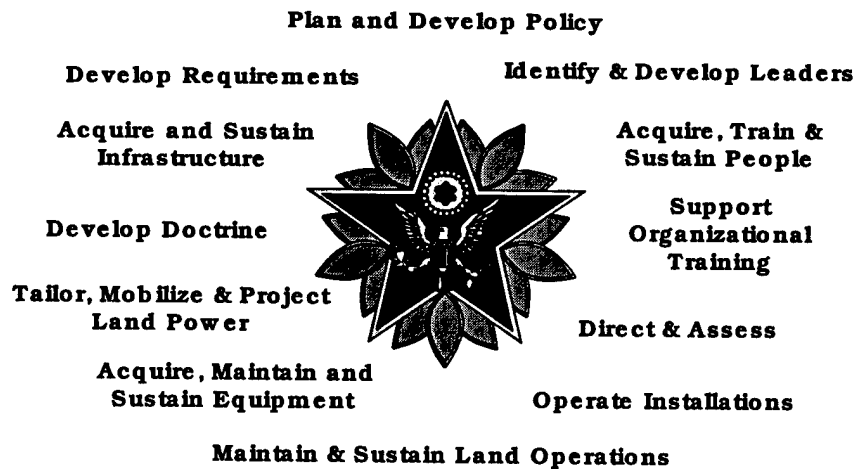 Plan and Develop Policy
Develop Requirements
Identify & Develop Leaders
Acquire and Sustain
Infrastructure
Acquire, Train &
Sustain People
Develop Doctrine
Support
Organizational
Training
Tailor, Mobilize & Project
Land Power
Direct & Assess
Acquire, Maintain and
Sustain Equipment
Operate Installations
Maintain & Sustain Land Operations